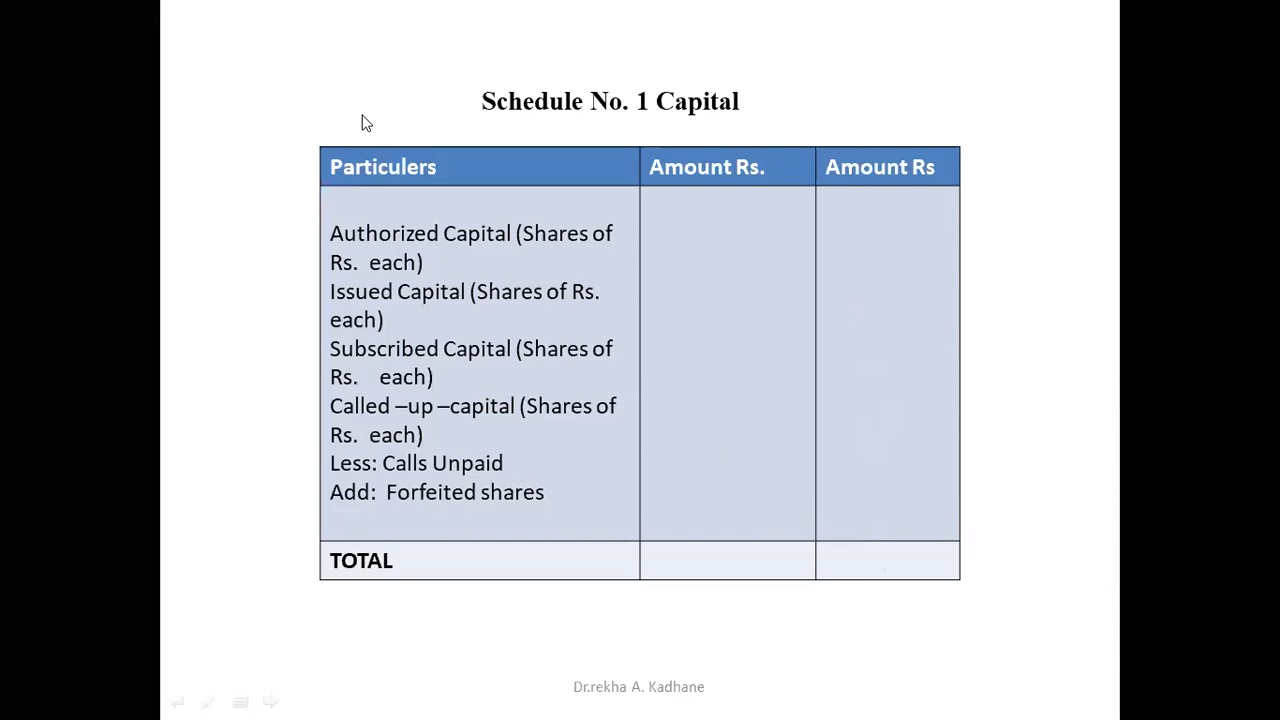 Schedule No. 1 Capital
Particulers Amount Rs. Amount Rs
Authorized Capital (Shares of
Rs.  each)
Issued Capital (Shares of Rs.
each)
Subscribed Capital (Shares of
Rs.    each)
Called –up –capital (Shares of
Rs.  each)
Less: Calls Unpaid
Add:  Forfeited shares
TOTAL
Dr.rekha A. Kadhane